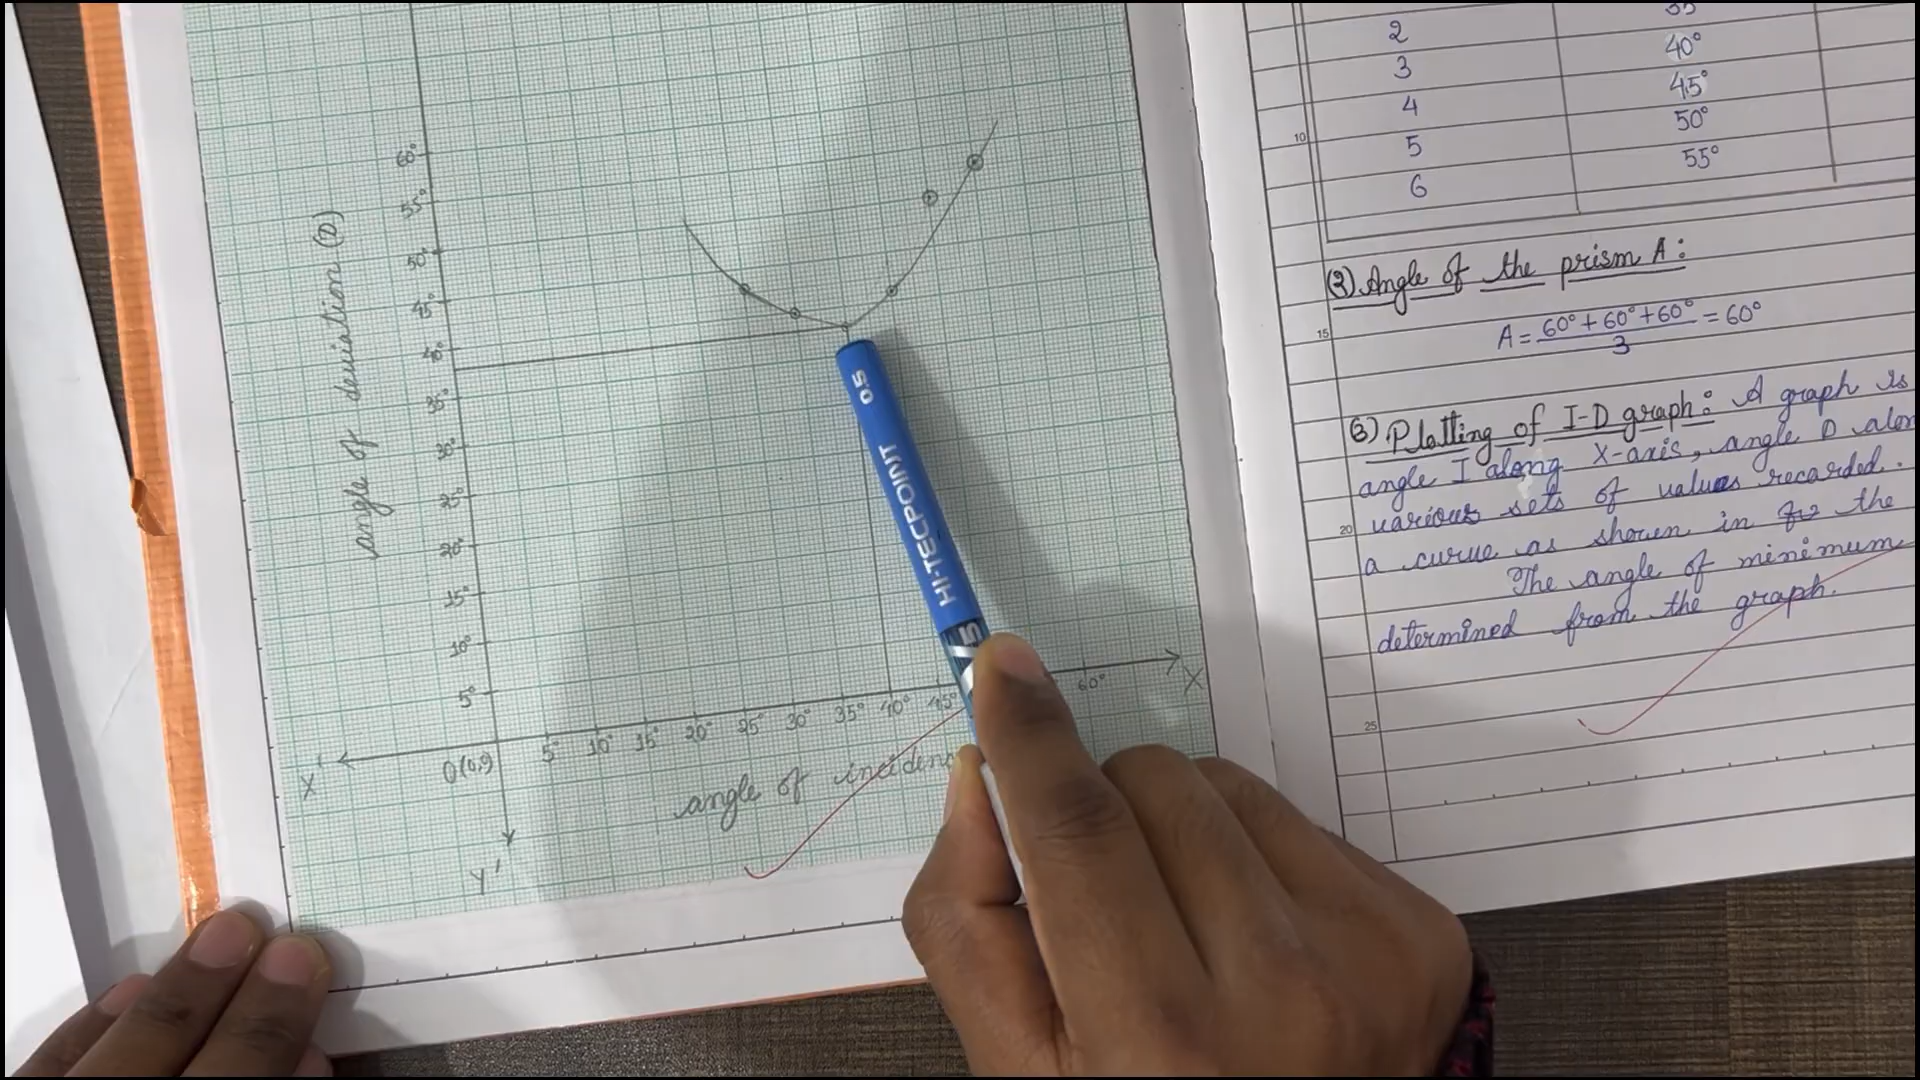 60°
55°
50°
45°
40°
35°
30°
25°
20°
15°
10°
5°
angle of deviation (D)
X'
O(0,0)
5° 10° 15° 20° 25° 30° 35° 40° 45°
60°
X
angle of inciden
Y'
0.5
HI-TECPOINT
V5
2
35
3 40°
4 45°
5 50°
6 55°
10
(2) Angle of the prism A:
15
A = 60° + 60° + 60° / 3 = 60°
(3) Plotting of I-D graph: A graph is
angle I along X-axis, angle D alon
various sets of values recarded.
20
a curve as shown in the
The angle of minimum
determined from the graph.
25